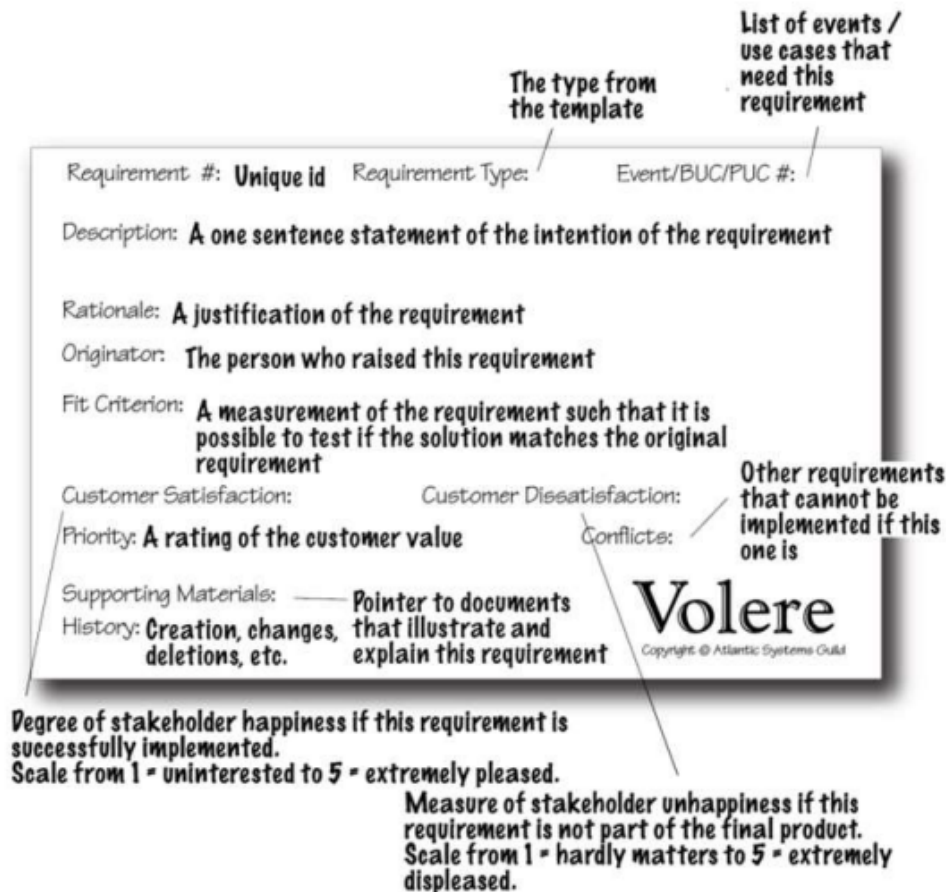 List of events /
use cases that
need this
requirement
The type from
the template
Requirement #: Unique id Requirement Type: Event/BUC/PUC #:
Description: A one sentence statement of the intention of the requirement
Rationale: A justification of the requirement
Originator: The person who raised this requirement
Fit Criterion: A measurement of the requirement such that it is
possible to test if the solution matches the original
requirement
Other requirements
that cannot be
implemented if this
one is
Customer Satisfaction: Customer Dissatisfaction:
Priority: A rating of the customer value Conflicts:
Supporting Materials: Pointer to documents
that illustrate and
explain this requirement
History: Creation, changes,
deletions, etc.
Volere
Copyright © Atlantic Systems Guild
Degree of stakeholder happiness if this requirement is
successfully implemented.
Scale from 1 = uninterested to 5 = extremely pleased.
Measure of stakeholder unhappiness if this
requirement is not part of the final product.
Scale from 1 = hardly matters to 5 = extremely
displeased.